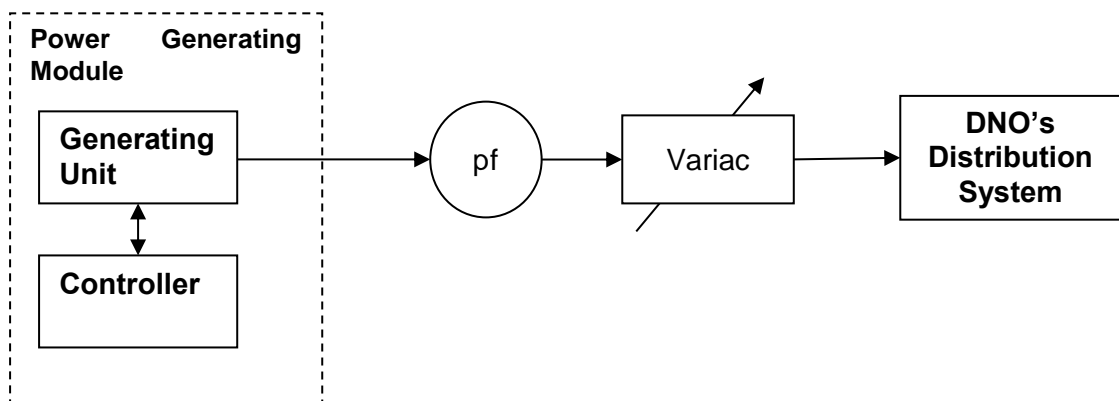 Power Generating
Module
Generating
Unit
Controller
pf
Variac
DNO’s
Distribution
System